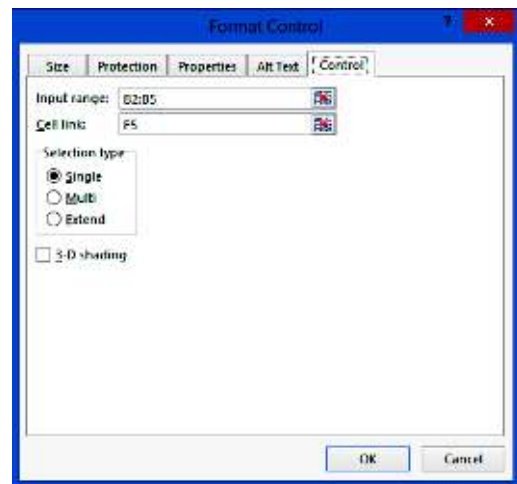 Format Control
?
Size Protection Properties Alt Text Control
Input range: B2:B5
Cell link: F5
Selection type
Single
Multi
Extend
3-D shading
OK Cancel